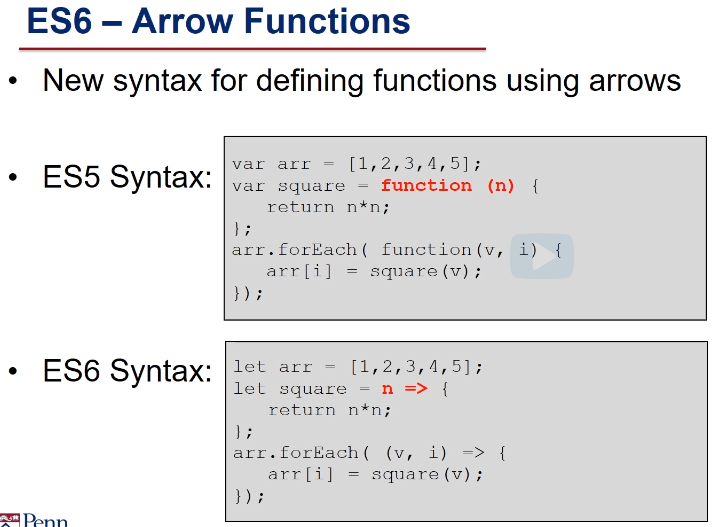 ES6 – Arrow Functions
• New syntax for defining functions using arrows
• ES5 Syntax:
var arr = [1,2,3,4,5];
var square = function (n) {
return n*n;
};
arr.forEach( function(v, i) {
arr[i] = square(v);
});
• ES6 Syntax:
let arr = [1,2,3,4,5];
let square = n => {
return n*n;
};
arr.forEach( (v, i) => {
arr[i] = square(v);
});
Penn